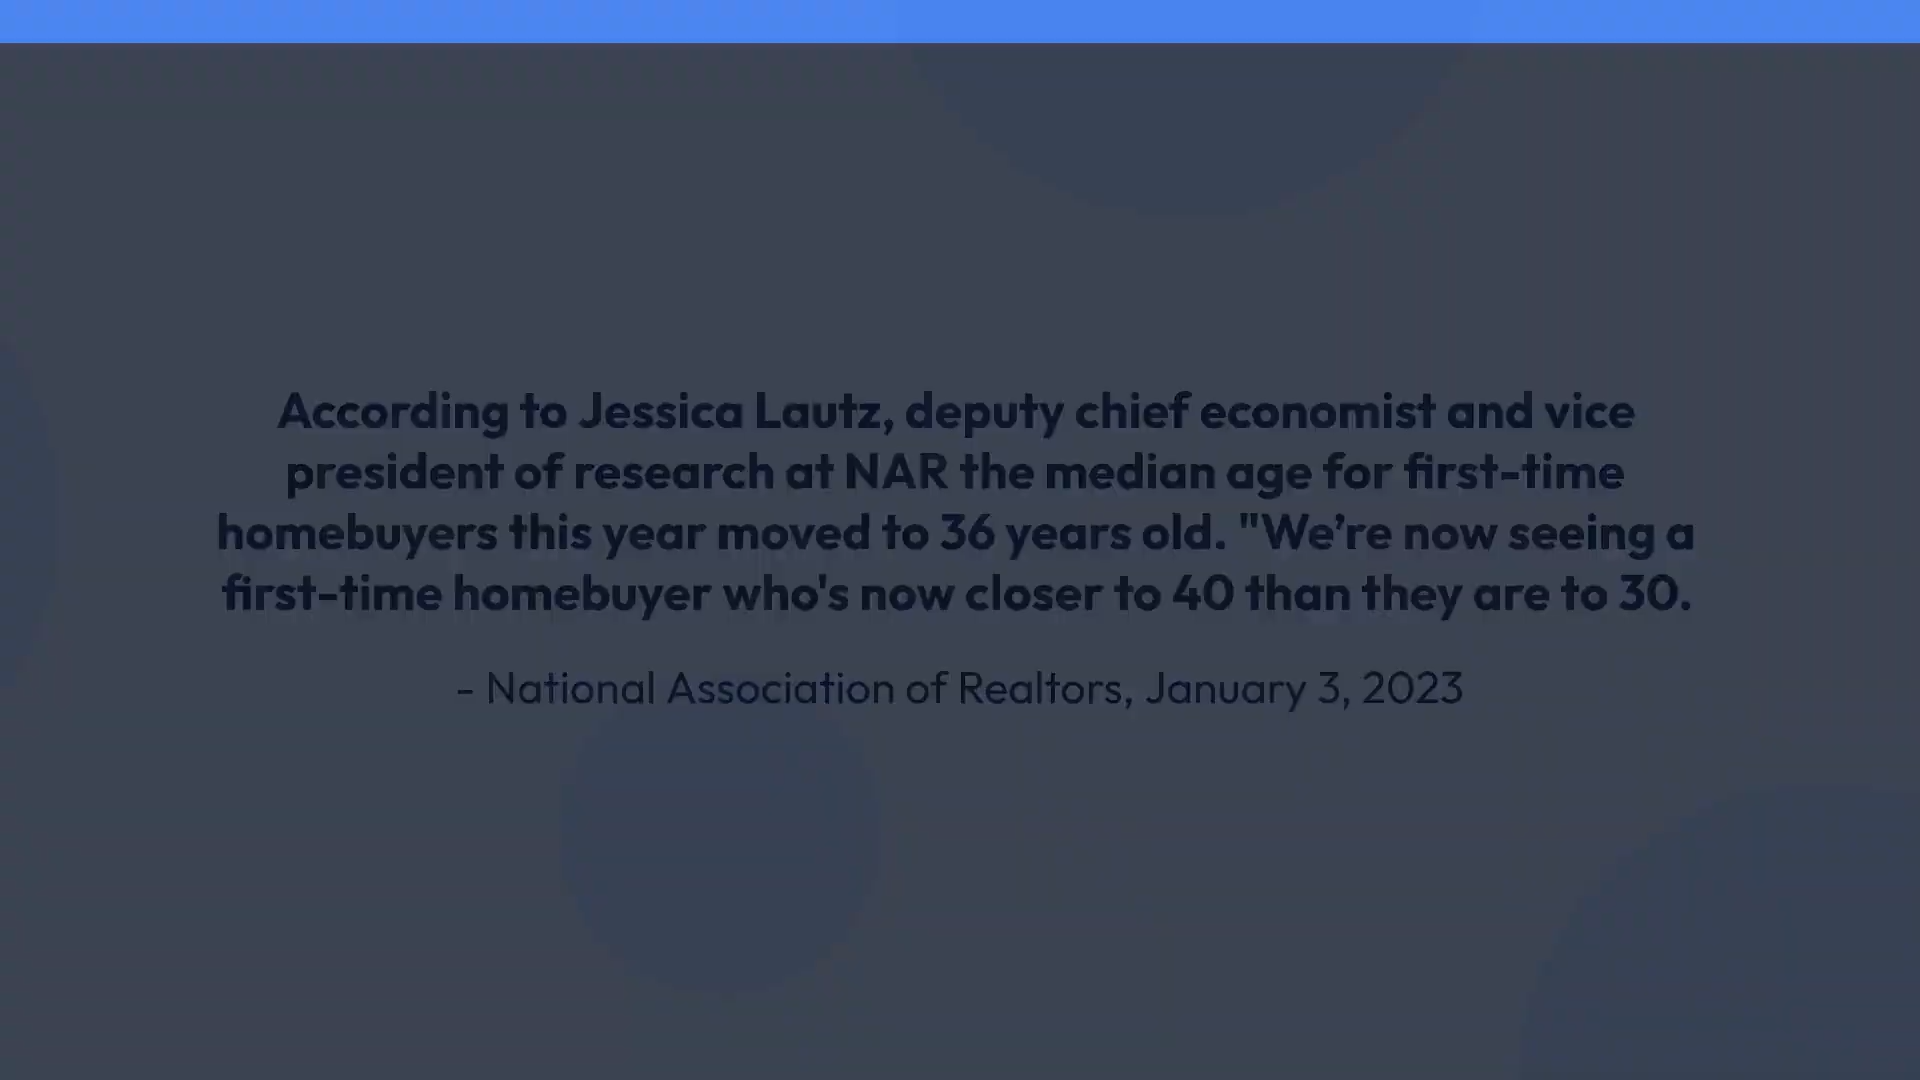 According to Jessica Lautz, deputy chief economist and vice
president of research at NAR the median age for first-time
homebuyers this year moved to 36 years old. "We’re now seeing a
first-time homebuyer who's now closer to 40 than they are to 30.
- National Association of Realtors, January 3, 2023